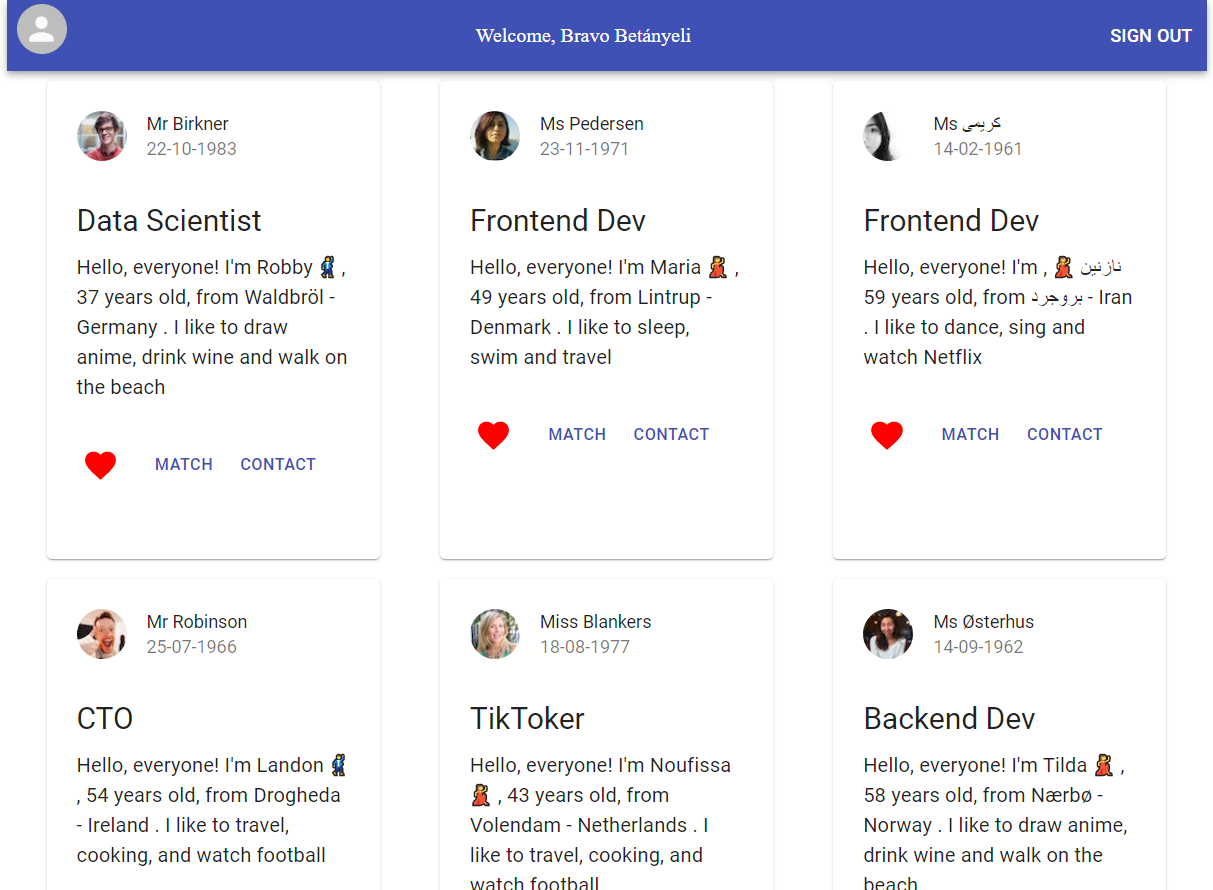 Welcome, Bravo Betányeli
SIGN OUT
Mr Birkner
22-10-1983
Data Scientist
Hello, everyone! I'm Robby 🕺 ,
37 years old, from Waldbröl -
Germany . I like to draw
anime, drink wine and walk on
the beach
MATCH CONTACT
Ms Pedersen
23-11-1971
Frontend Dev
Hello, everyone! I'm Maria 💃 ,
49 years old, from Lintrup -
Denmark . I like to sleep,
swim and travel
MATCH CONTACT
Ms کریمی
14-02-1961
Frontend Dev
Hello, everyone! I'm نازنین 💃 ,
59 years old, from بروجرد - Iran
. I like to dance, sing and
watch Netflix
MATCH CONTACT
Mr Robinson
25-07-1966
CTO
Hello, everyone! I'm Landon 🕺
, 54 years old, from Drogheda
- Ireland . I like to travel,
cooking, and watch football
Miss Blankers
18-08-1977
TikToker
Hello, everyone! I'm Noufissa
💃 , 43 years old, from
Volendam - Netherlands . I
like to travel, cooking, and
watch football
Ms Østerhus
14-09-1962
Backend Dev
Hello, everyone! I'm Tilda 💃 ,
58 years old, from Nærbø -
Norway . I like to draw anime,
drink wine and walk on the
beach